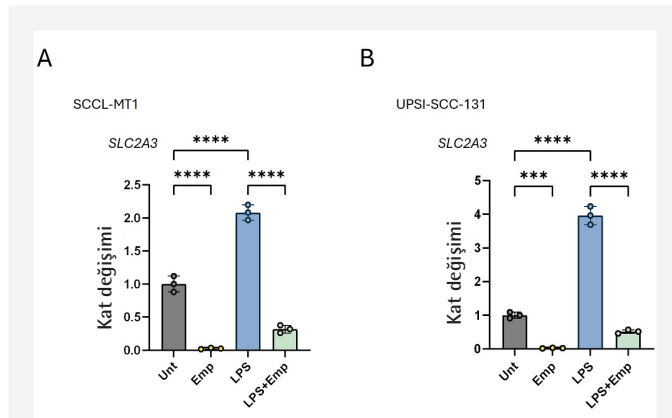 A
SCCL-MT1
SLC2A3
****
****
****
Kat değişimi
2.5
2.0
1.5
1.0
0.5
0.0
Unt
Emp
LPS
LPS+Emp
B
UPSI-SCC-131
SLC2A3
****
***
****
Kat değişimi
5
4
3
2
1
0
Unt
Emp
LPS
LPS+Emp